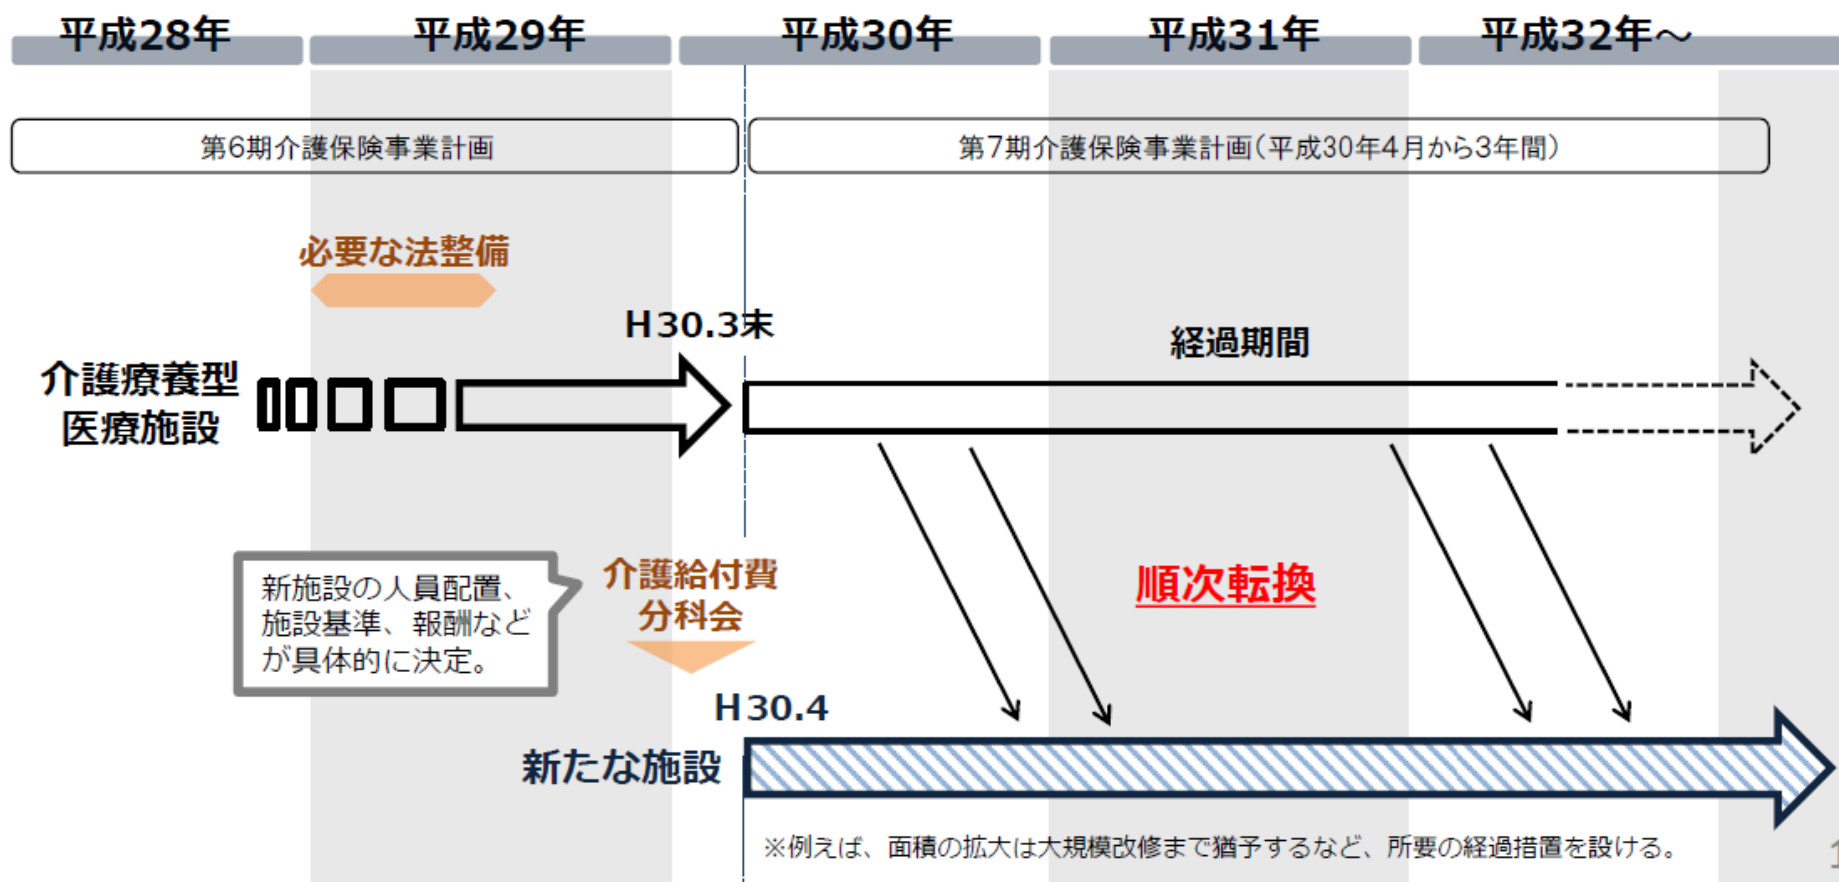 平成28年
平成29年
平成30年
平成31年
平成32年～
第6期介護保険事業計画
第7期介護保険事業計画（平成30年4月から3年間）
必要な法整備
H30.3末
経過期間
介護療養型
医療施設
新施設の人員配置、
施設基準、報酬など
が具体的に決定。
介護給付費
分科会
順次転換
H30.4
新たな施設
※例えば、面積の拡大は大規模改修まで猶予するなど、所要の経過措置を設ける。